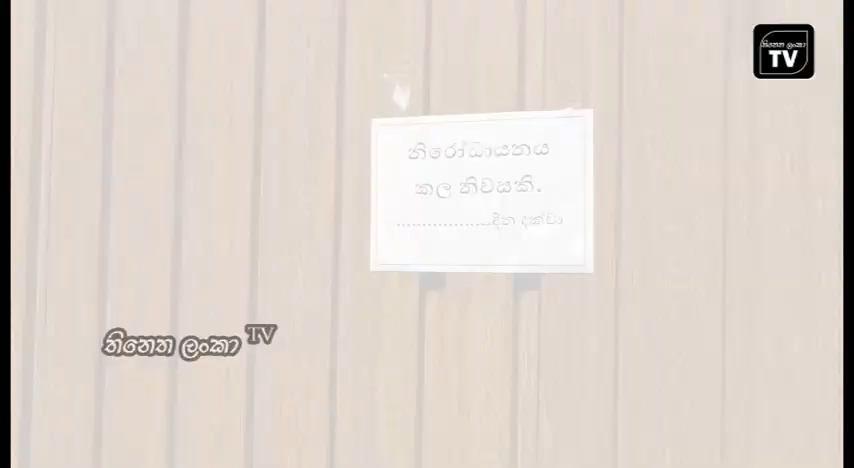 තිනෙත ලංකා
TV
නිරෝධායනය
කල නිවසකි.
..................දින දක්වා
තිනෙත ලංකා TV